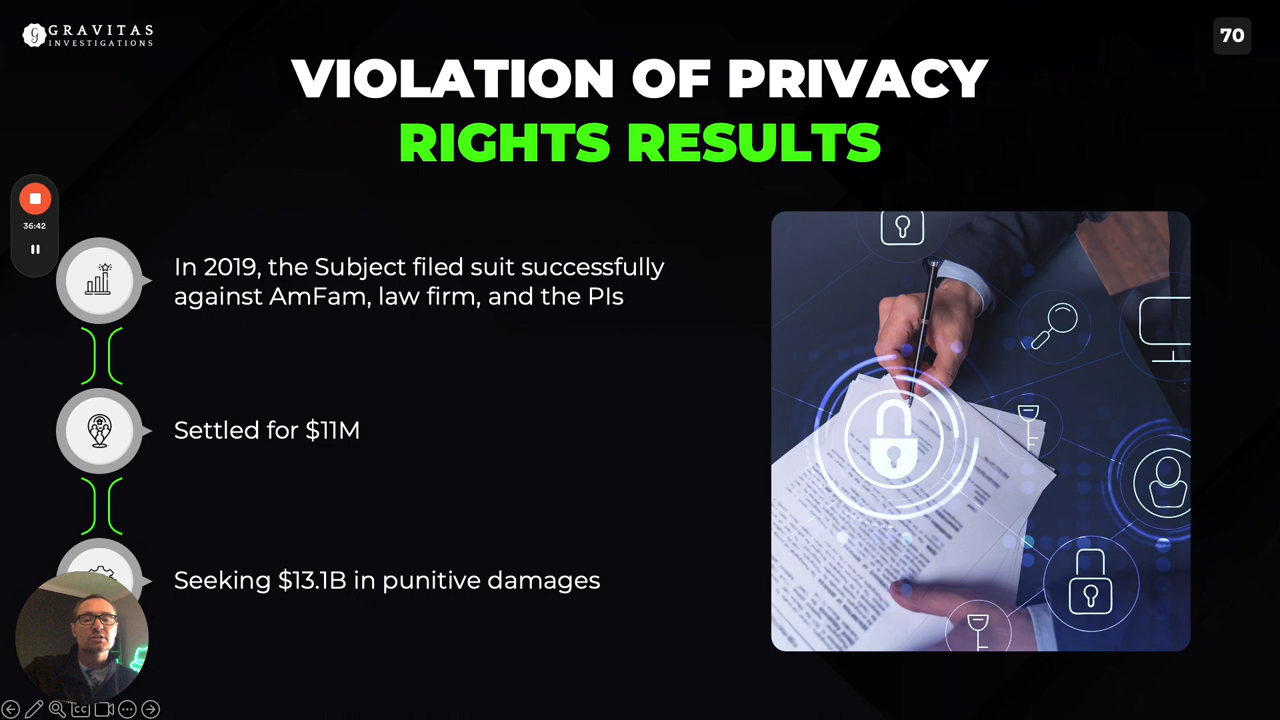 GRAVITAS
INVESTIGATIONS
70
VIOLATION OF PRIVACY
RIGHTS RESULTS
36:42
In 2019, the Subject filed suit successfully
against AmFam, law firm, and the PIs
Settled for $11M
Seeking $13.1B in punitive damages
CC